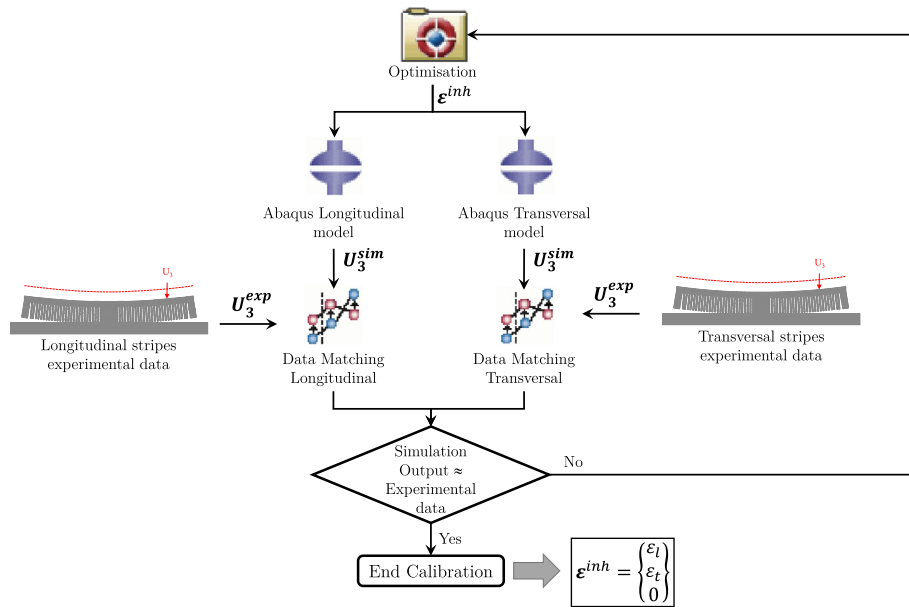 Optimisation
ε^inh
Abaqus Longitudinal
model
Abaqus Transversal
model
U_3^sim
U_3^sim
U_3
U_3^exp
Longitudinal stripes
experimental data
U_3
U_3^exp
Transversal stripes
experimental data
Data Matching
Longitudinal
Data Matching
Transversal
Simulation
Output ≈
Experimental
data
No
Yes
End Calibration
ε^inh = {ε_l
ε_t
0}